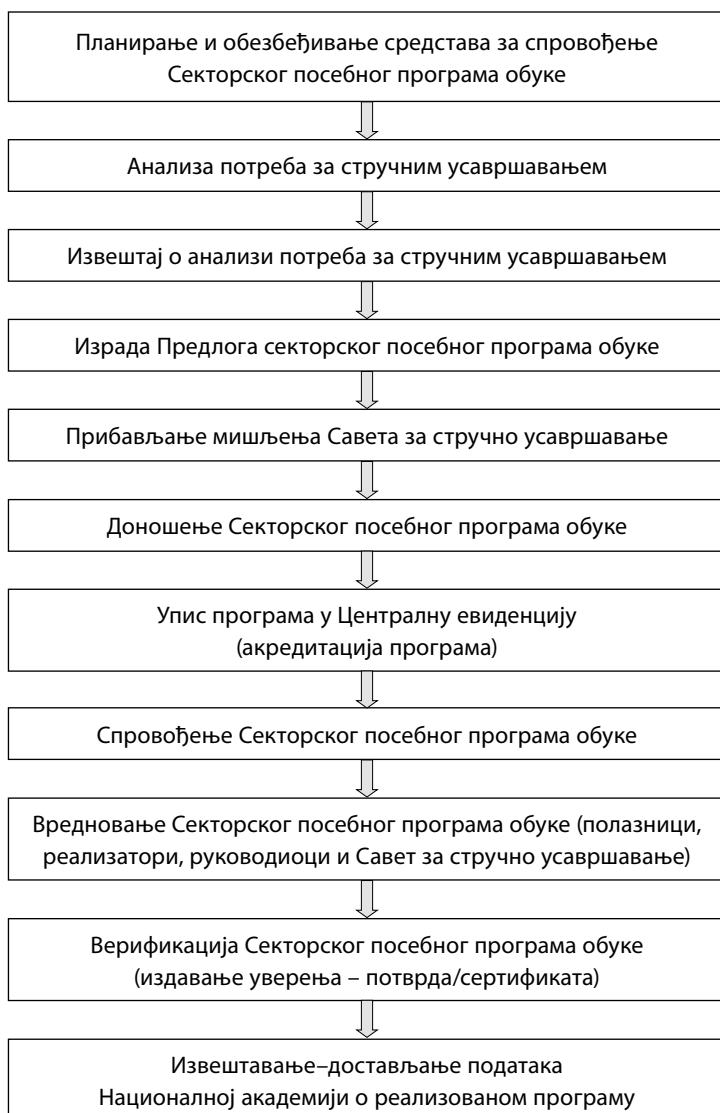 Планирање и обезбеђивање средстава за спровођење
Секторског посебног програма обуке
Анализа потреба за стручним усавршавањем
Извештај о анализи потреба за стручним усавршавањем
Израда Предлога секторског посебног програма обуке
Прибављање мишљења Савета за стручно усавршавање
Доношење Секторског посебног програма обуке
Упис програма у Централну евиденцију
(акредитација програма)
Спровођење Секторског посебног програма обуке
Вредновање Секторског посебног програма обуке (полазници,
реализатори, руководиоци и Савет за стручно усавршавање)
Верификација Секторског посебног програма обуке
(издавање уверења – потврда/сертификата)
Извештавање–достављање података
Националној академији о реализованом програму